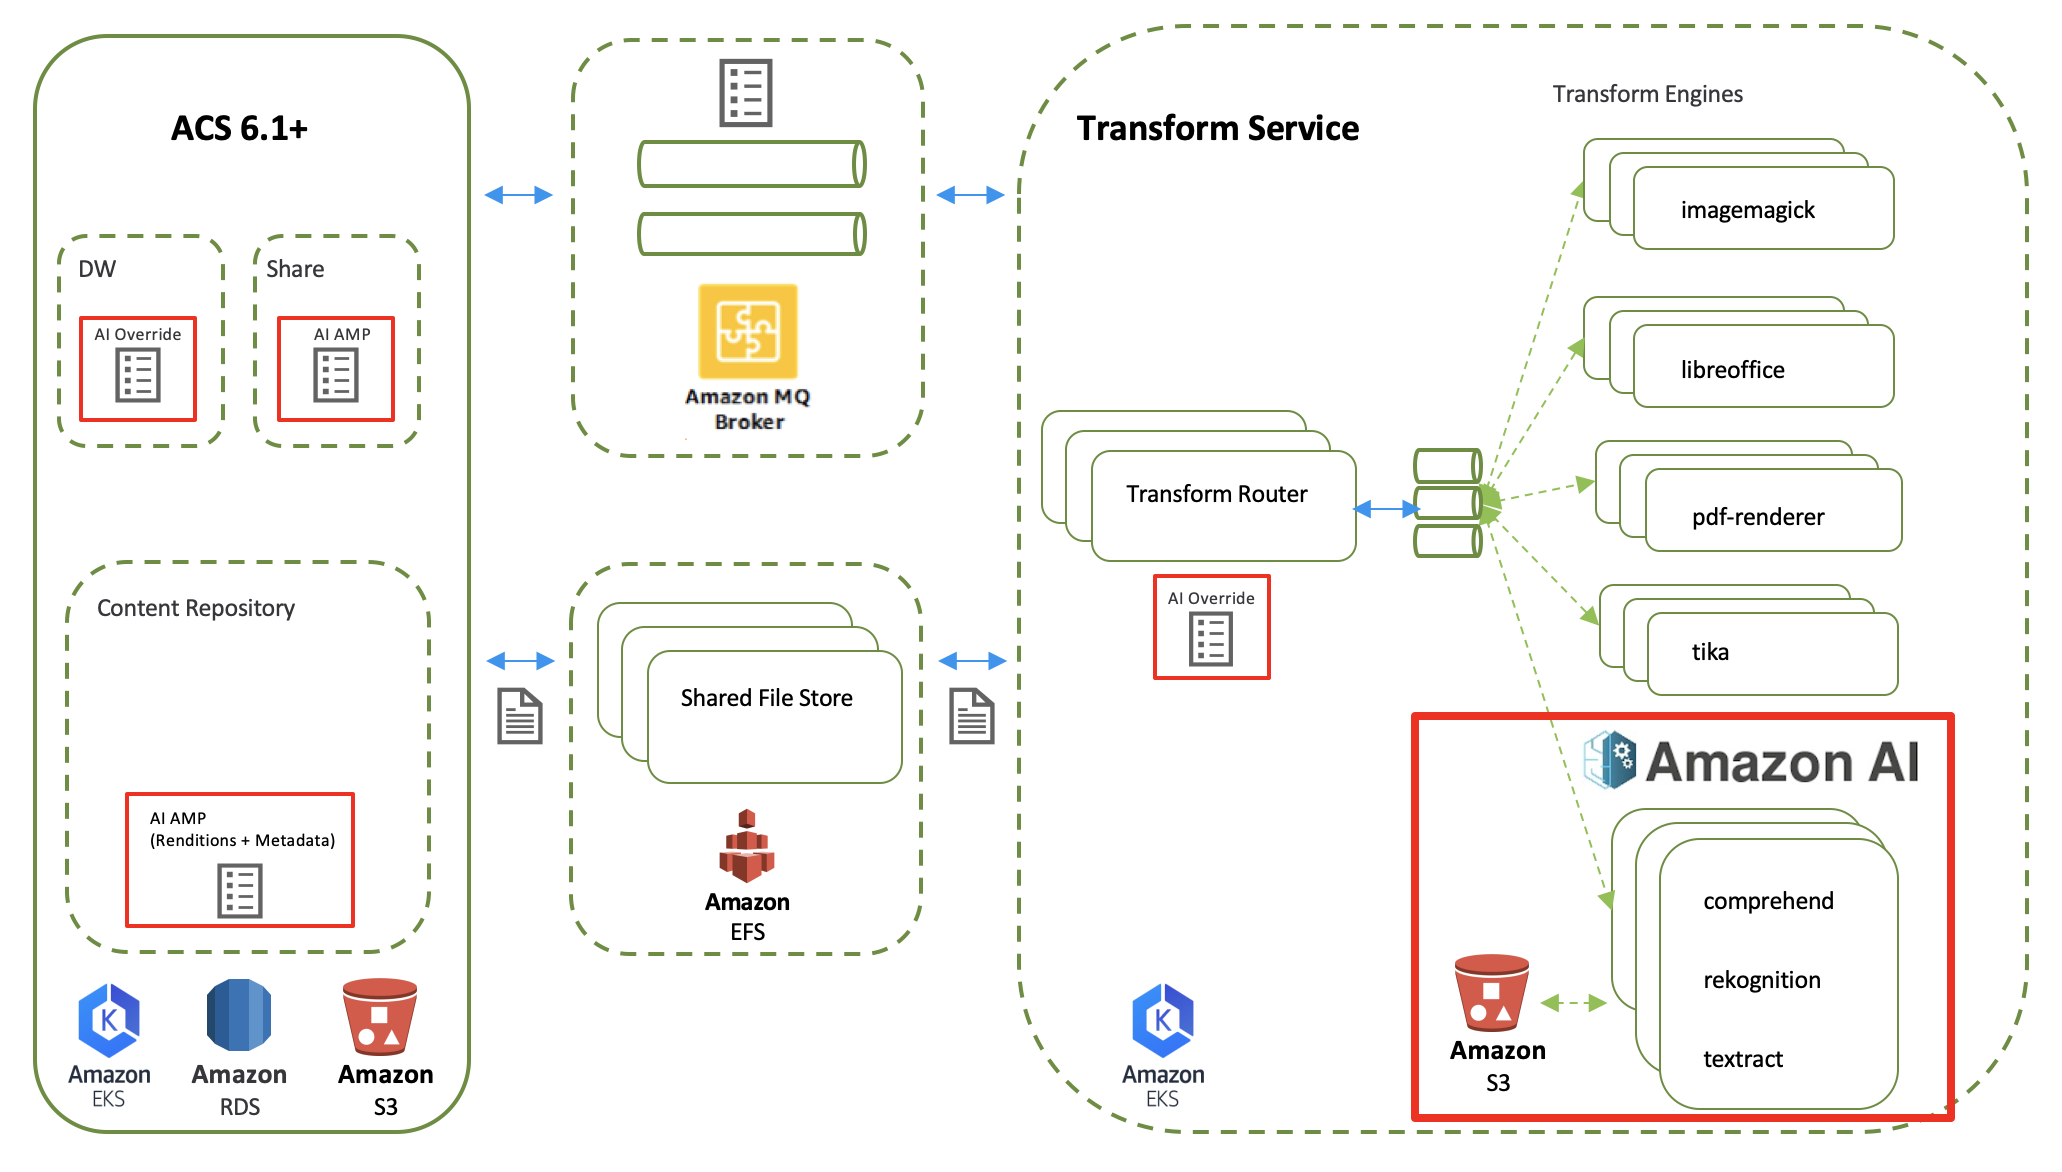 ACS 6.1+
DW
AI Override
Share
AI AMP
Content Repository
AI AMP
(Renditions + Metadata)
Amazon
EKS
Amazon
RDS
Amazon
S3
Amazon MQ
Broker
Shared File Store
Amazon
EFS
Transform Service
Transform Engines
imagemagick
libreoffice
pdf-renderer
tika
Transform Router
AI Override
Amazon AI
comprehend
rekognition
textract
Amazon
S3
Amazon
EKS